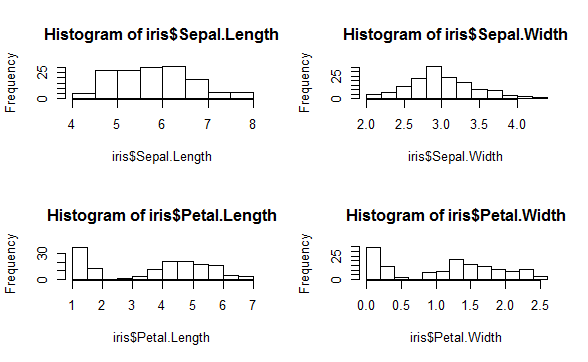 Histogram of iris$Sepal.Length
Frequency
0 25
4 5 6 7 8
iris$Sepal.Length
Histogram of iris$Sepal.Width
Frequency
0 25
2.0 2.5 3.0 3.5 4.0
iris$Sepal.Width
Histogram of iris$Petal.Length
Frequency
0 30
1 2 3 4 5 6 7
iris$Petal.Length
Histogram of iris$Petal.Width
Frequency
0 25
0.0 0.5 1.0 1.5 2.0 2.5
iris$Petal.Width